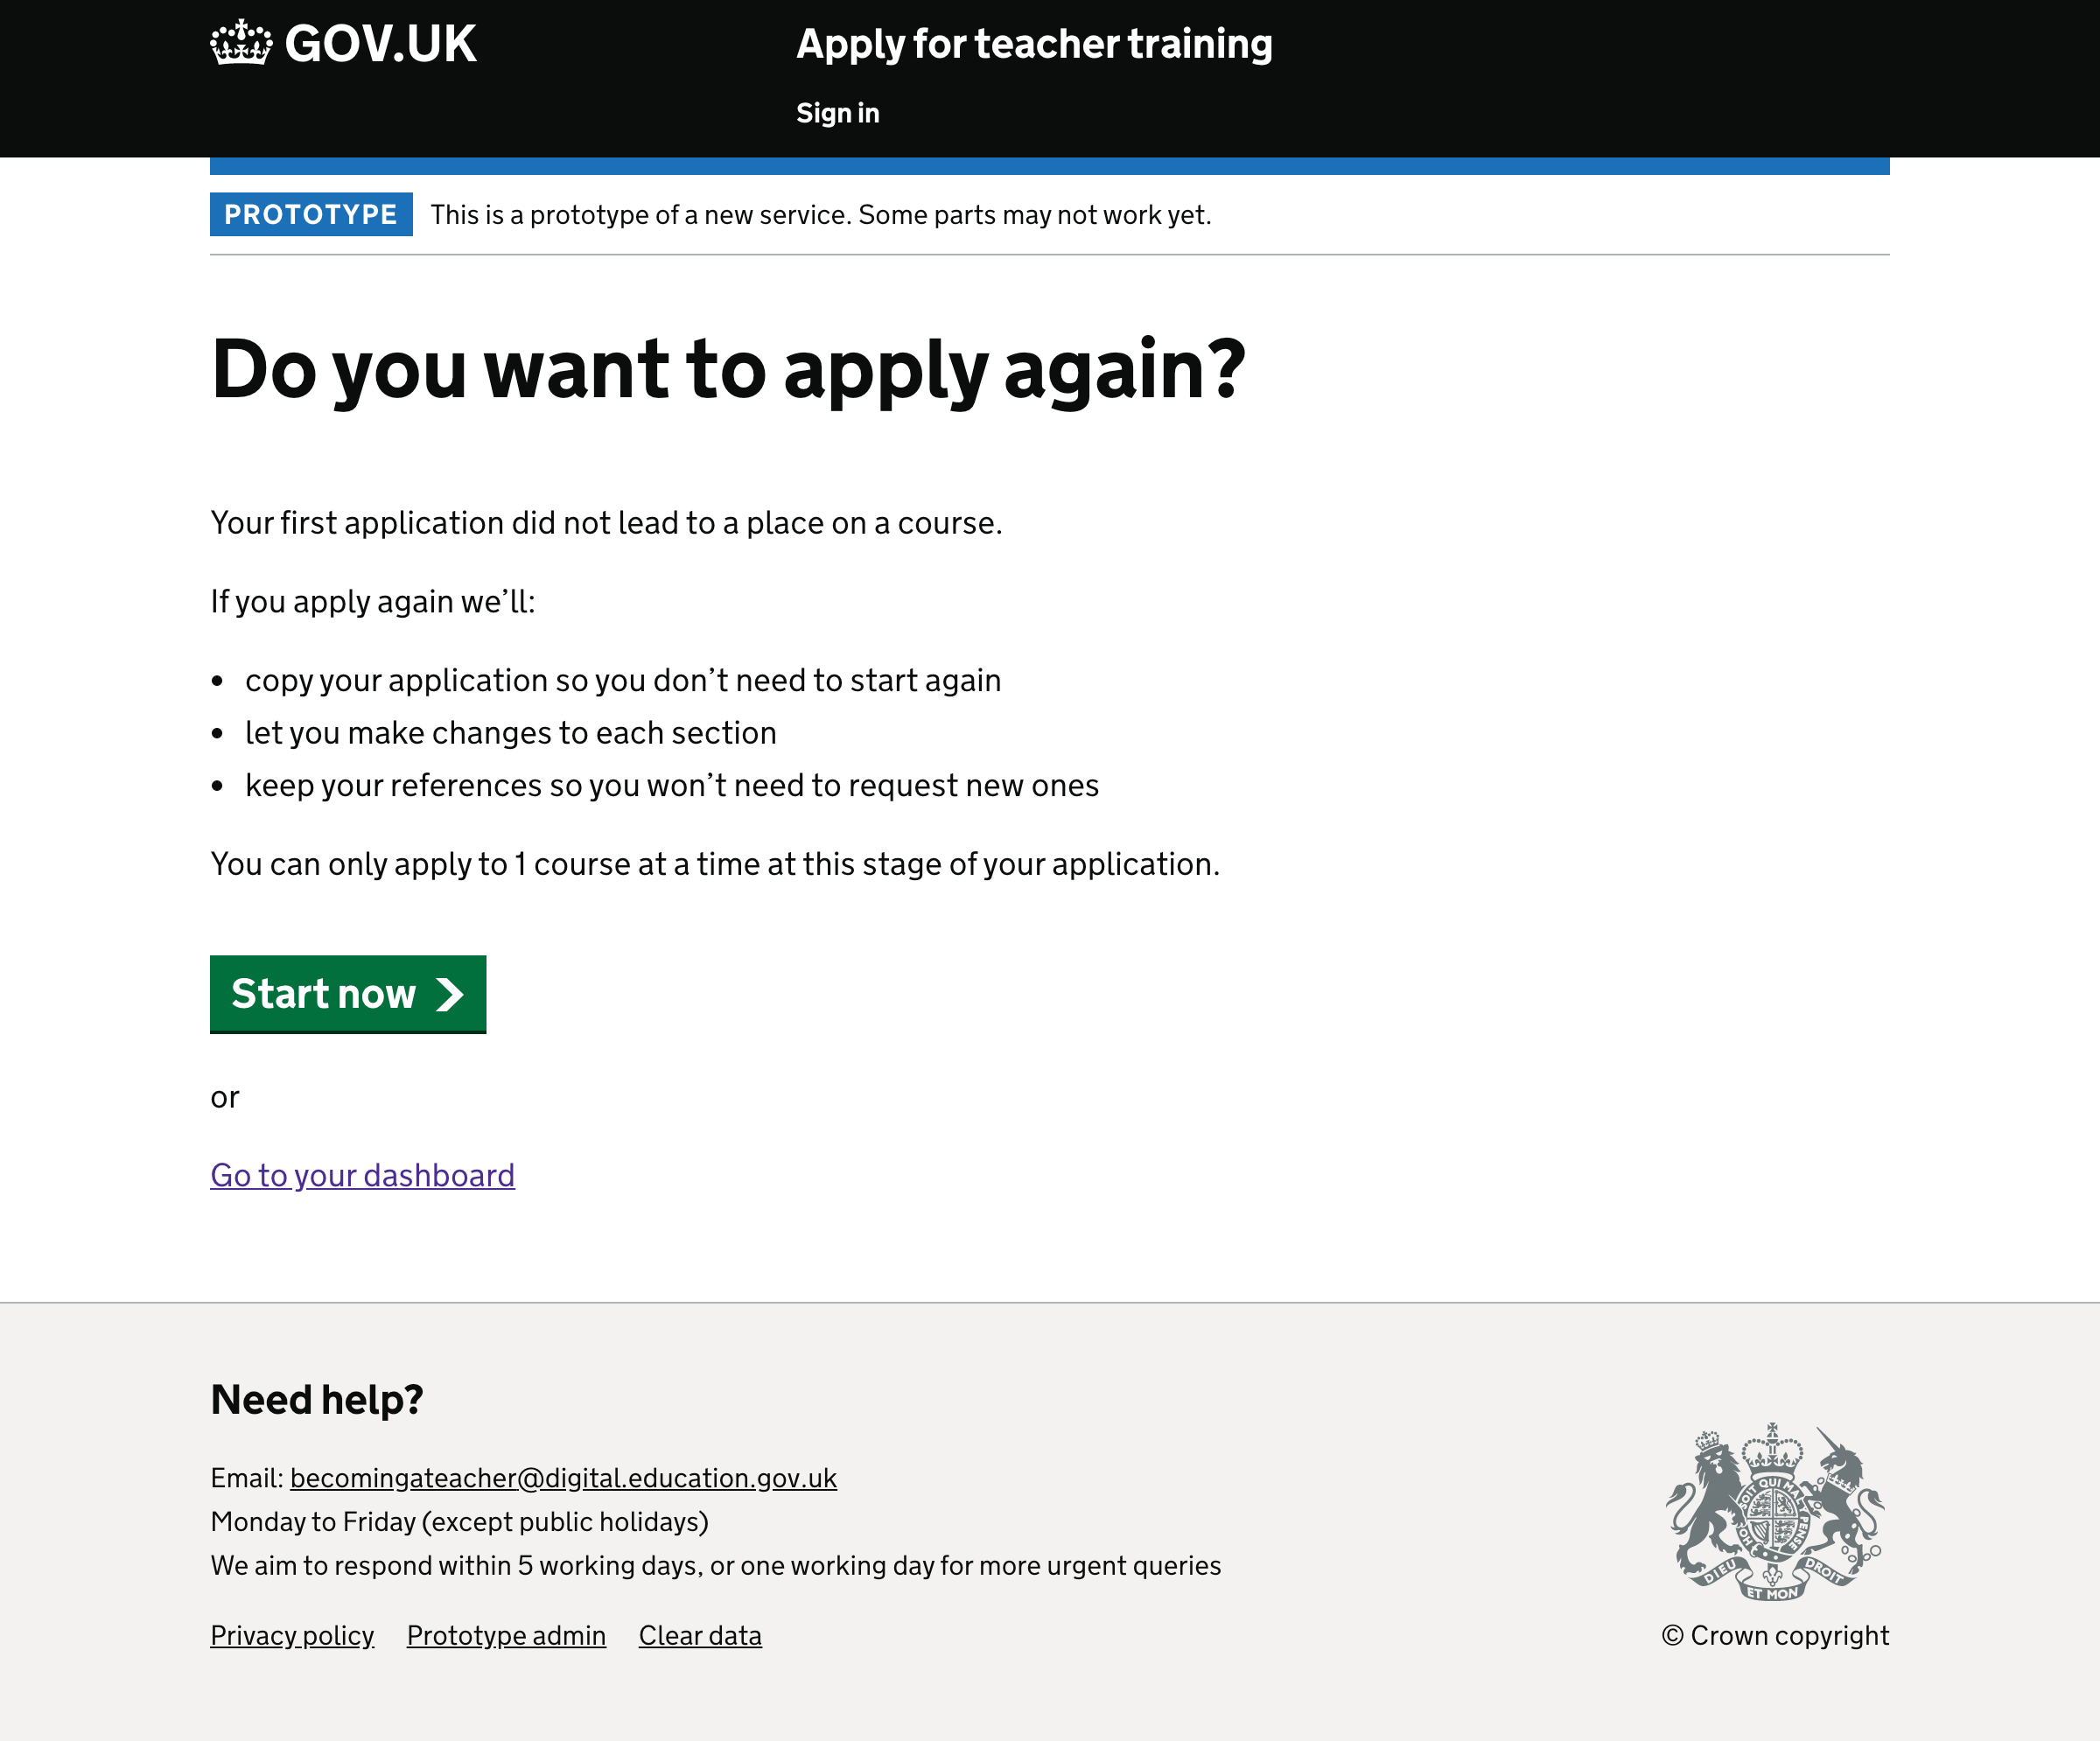 GOV.UK
Apply for teacher training
Sign in
PROTOTYPE This is a prototype of a new service. Some parts may not work yet.
Do you want to apply again?
Your first application did not lead to a place on a course.
If you apply again we’ll:
• copy your application so you don’t need to start again
• let you make changes to each section
• keep your references so you won’t need to request new ones
You can only apply to 1 course at a time at this stage of your application.
Start now
or
Go to your dashboard
Need help?
Email: becomingateacher@digital.education.gov.uk
Monday to Friday (except public holidays)
We aim to respond within 5 working days, or one working day for more urgent queries
Privacy policy Prototype admin Clear data
DIEU ET MON DROIT
© Crown copyright